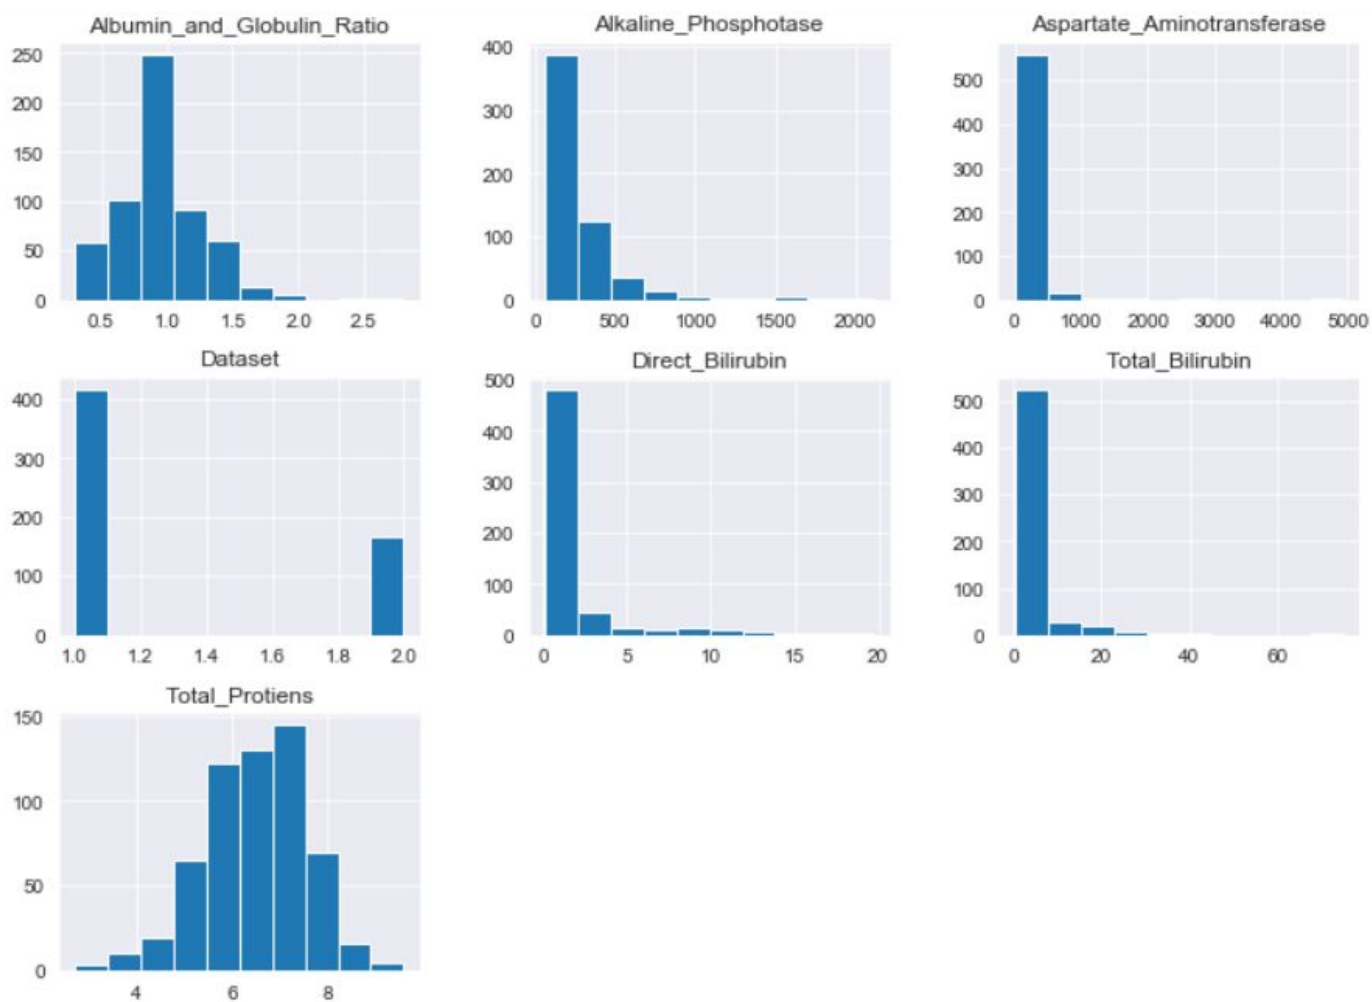 Albumin_and_Globulin_Ratio
250
200
150
100
50
0
0.5 1.0 1.5 2.0 2.5
Alkaline_Phosphotase
400
300
200
100
0
0 500 1000 1500 2000
Aspartate_Aminotransferase
500
400
300
200
100
0
0 1000 2000 3000 4000 5000
Dataset
400
300
200
100
0
1.0 1.2 1.4 1.6 1.8 2.0
Direct_Bilirubin
500
400
300
200
100
0
0 5 10 15 20
Total_Bilirubin
500
400
300
200
100
0
0 20 40 60
Total_Protiens
150
100
50
0
4 6 8